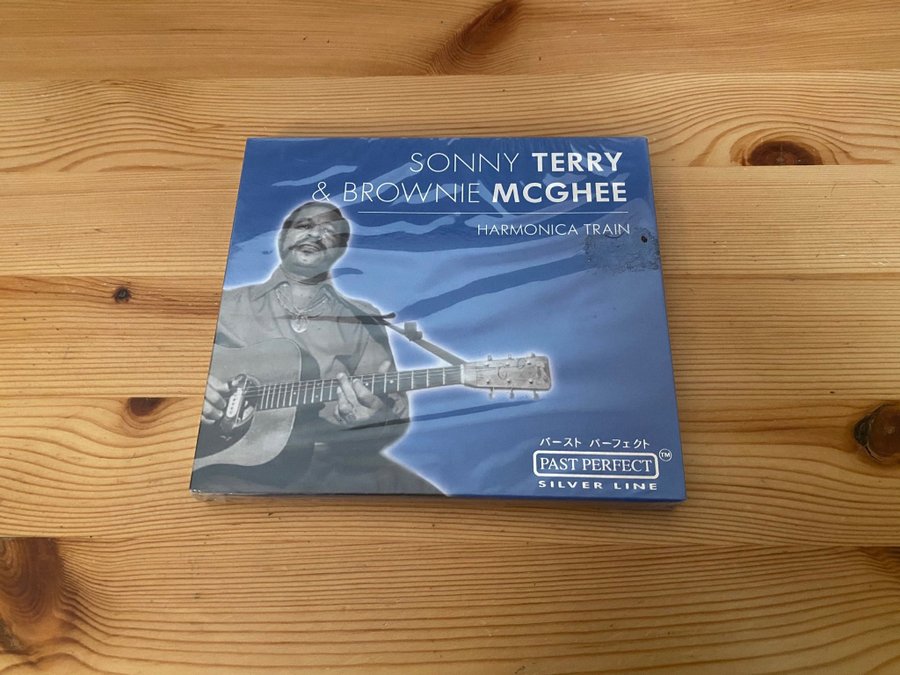 SONNY TERRY
& BROWNIE MCGHEE
HARMONICA TRAIN
パースト パーフェクト
PAST PERFECT™
SILVER LINE